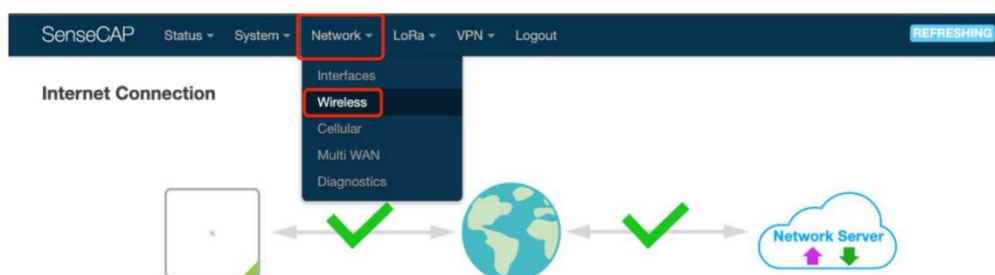 SenseCAP Status System Network LoRa VPN Logout REFRESHING
Internet Connection
Interfaces
Wireless
Cellular
Multi WAN
Diagnostics
Network Server